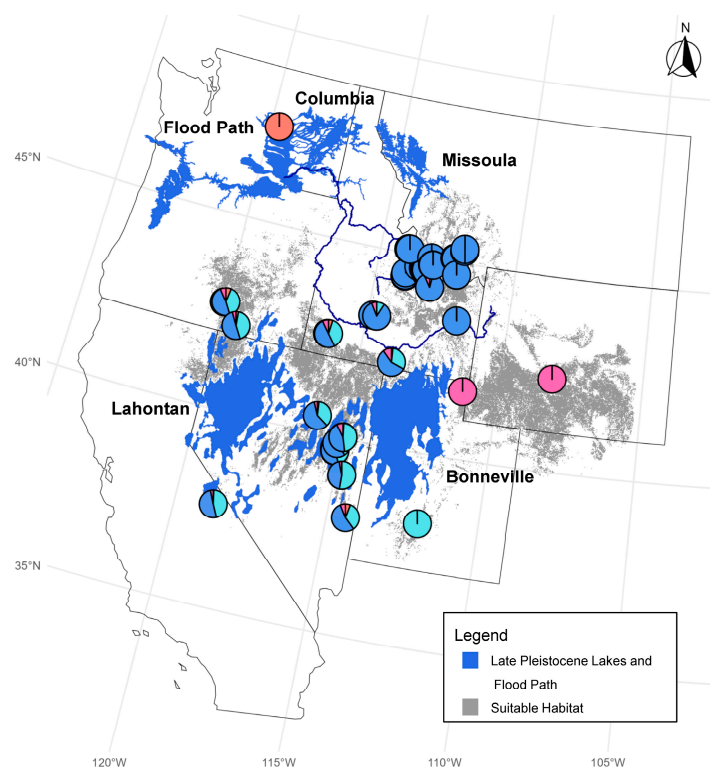 N
Columbia
Flood Path
Missoula
45°N
40°N
Lahontan
Bonneville
35°N
Legend
Late Pleistocene Lakes and
Flood Path
Suitable Habitat
120°W
115°W
110°W
105°W